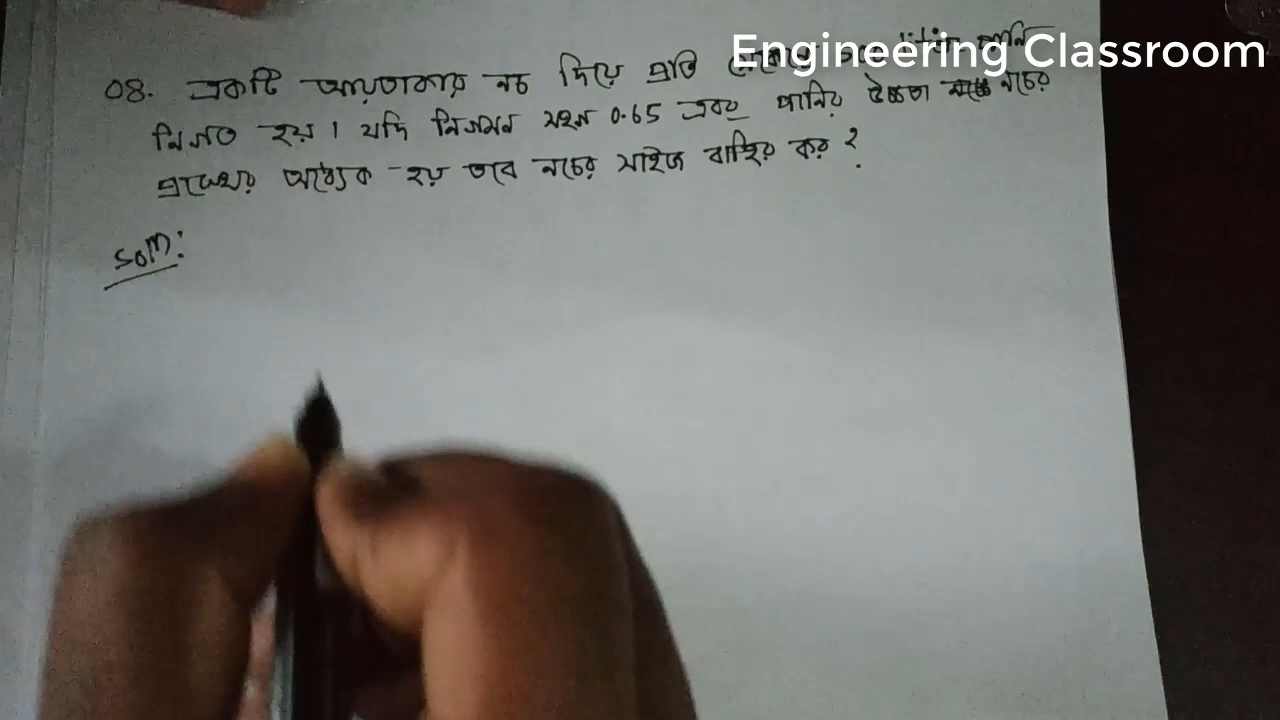 Engineering Classroom
08. একটি আয়তাকার নচ দিয়ে প্রতি
নির্গত হয়। যদি নির্গমন সহগ 0.65 এবং পানির উচ্চতা নচের
প্রস্থের অর্ধেক হয় তবে নচের সাইজ বাহির কর ?
Soln: